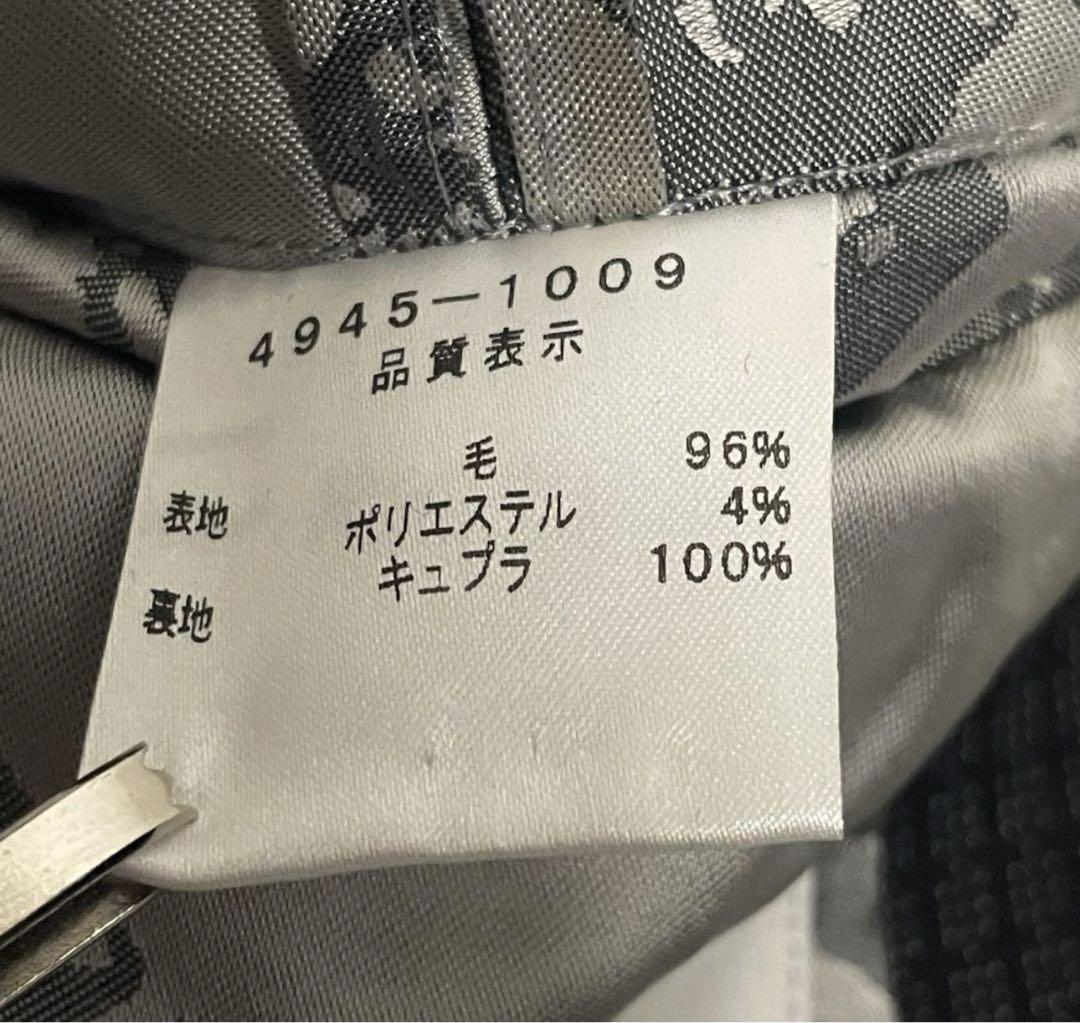 4945-1009
品質表示
毛 96%
表地 ポリエステル 4%
キュプラ 100%
裏地